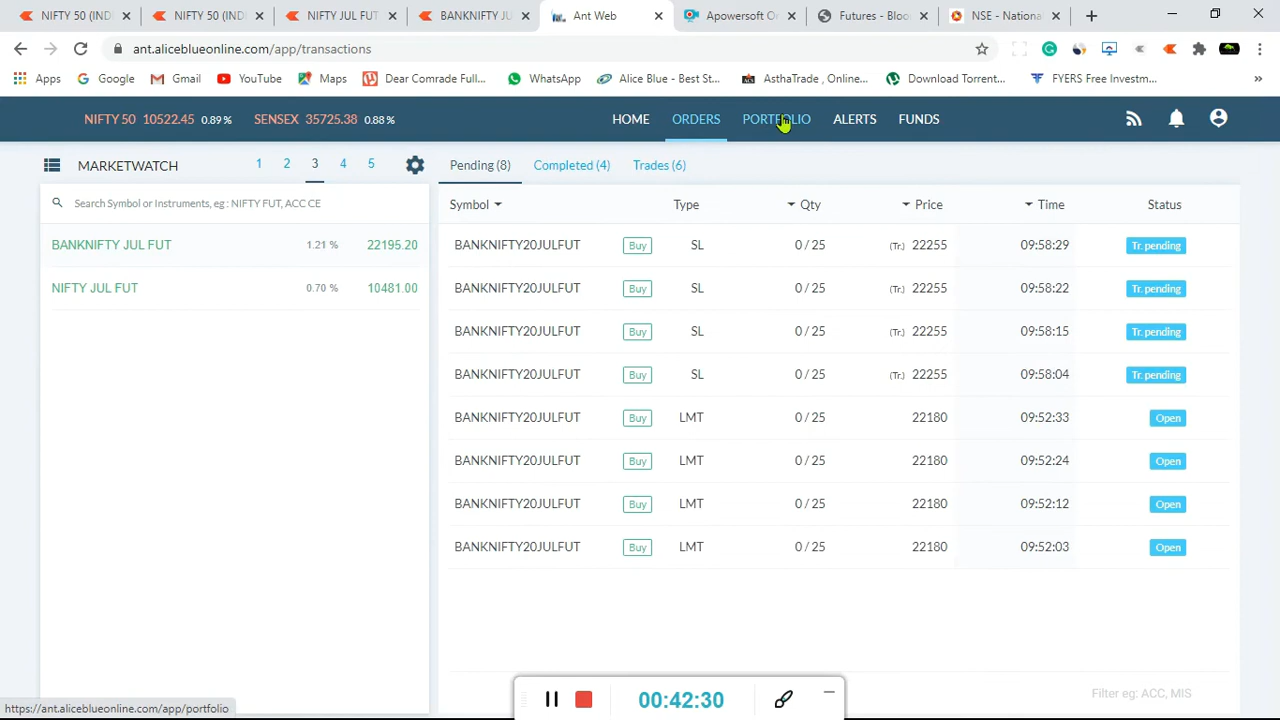 NIFTY 50 (INDI
NIFTY 50 (INDI
NIFTY JUL FUT
BANKNIFTY JUL
Ant Web
Apowersoft On
Futures - Bloo
NSE - National
ant.aliceblueonline.com/app/transactions
Apps
Google
Gmail
YouTube
Maps
Dear Comrade Full...
WhatsApp
Alice Blue - Best St...
AsthaTrade , Online...
Download Torrent...
FYERS Free Investm...
»
NIFTY 50 10522.45 0.89 %
SENSEX 35725.38 0.88 %
HOME
ORDERS
PORTFOLIO
ALERTS
FUNDS
MARKETWATCH
1 2 3 4 5
Pending (8)
Completed (4)
Trades (6)
Search Symbol or Instruments, eg : NIFTY FUT, ACC CE
Symbol Type Qty Price Time Status
BANKNIFTY JUL FUT 1.21 % 22195.20
NIFTY JUL FUT 0.70 % 10481.00
BANKNIFTY20JULFUT Buy SL 0 / 25 (Tr.) 22255 09:58:29 Tr. pending
BANKNIFTY20JULFUT Buy SL 0 / 25 (Tr.) 22255 09:58:22 Tr. pending
BANKNIFTY20JULFUT Buy SL 0 / 25 (Tr.) 22255 09:58:15 Tr. pending
BANKNIFTY20JULFUT Buy SL 0 / 25 (Tr.) 22255 09:58:04 Tr. pending
BANKNIFTY20JULFUT Buy LMT 0 / 25 22180 09:52:33 Open
BANKNIFTY20JULFUT Buy LMT 0 / 25 22180 09:52:24 Open
BANKNIFTY20JULFUT Buy LMT 0 / 25 22180 09:52:12 Open
BANKNIFTY20JULFUT Buy LMT 0 / 25 22180 09:52:03 Open
Filter eg: ACC, MIS
00:42:30
https://ant.aliceblueonline.com/app/portfolio